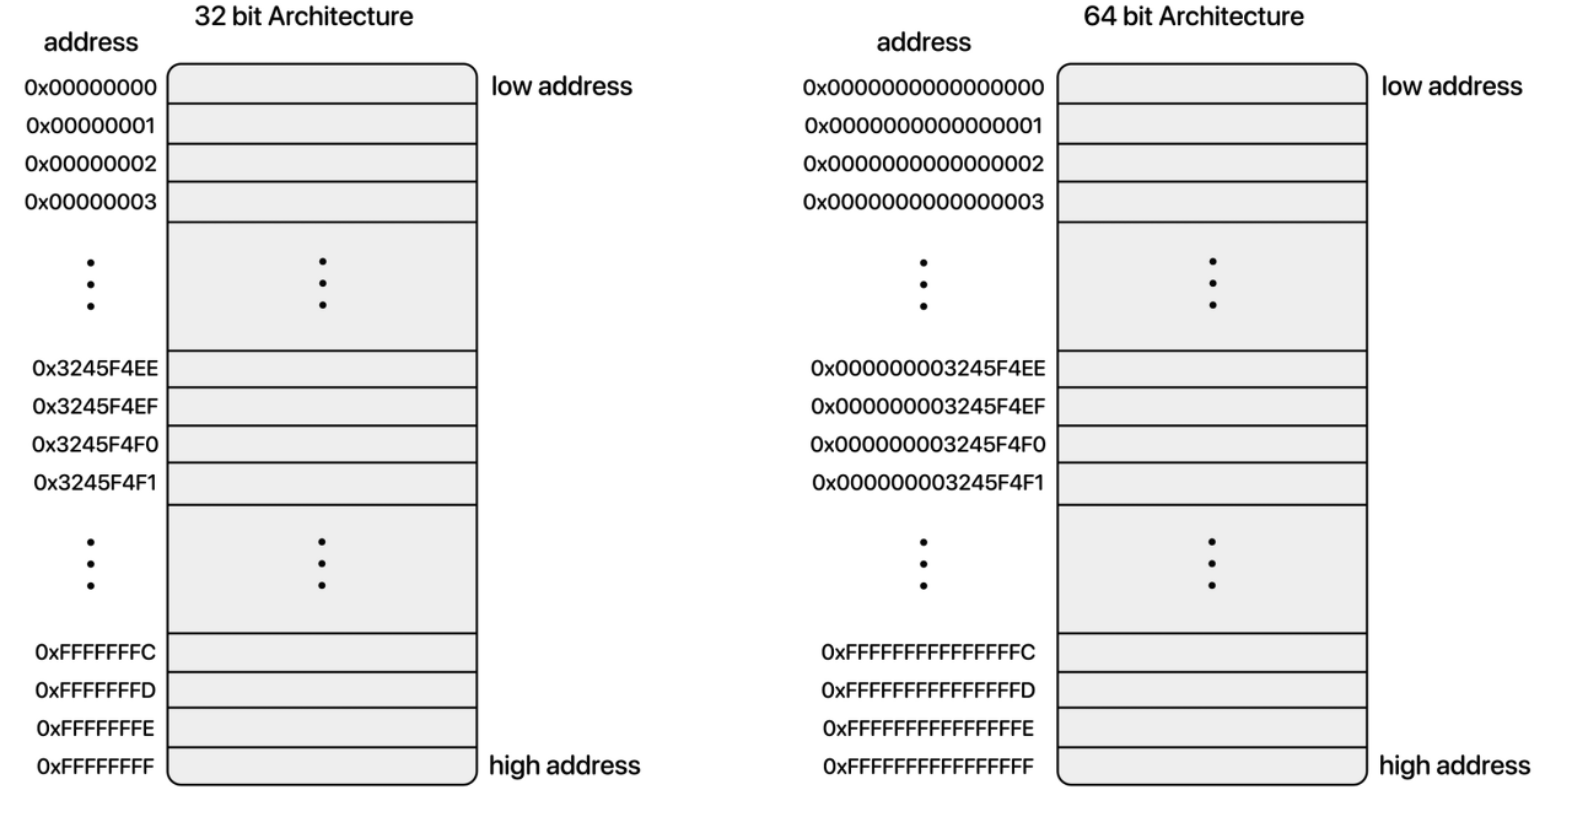 32 bit Architecture
address
0x00000000
low address
0x00000001
0x00000002
0x00000003
0x3245F4EE
0x3245F4EF
0x3245F4F0
0x3245F4F1
0xFFFFFFFC
0xFFFFFFFD
0xFFFFFFFE
0xFFFFFFFF
high address
64 bit Architecture
address
0x0000000000000000
low address
0x0000000000000001
0x0000000000000002
0x0000000000000003
0x000000003245F4EE
0x000000003245F4EF
0x000000003245F4F0
0x000000003245F4F1
0xFFFFFFFFFFFFFFFC
0xFFFFFFFFFFFFFFFD
0xFFFFFFFFFFFFFFFE
0xFFFFFFFFFFFFFFFF
high address